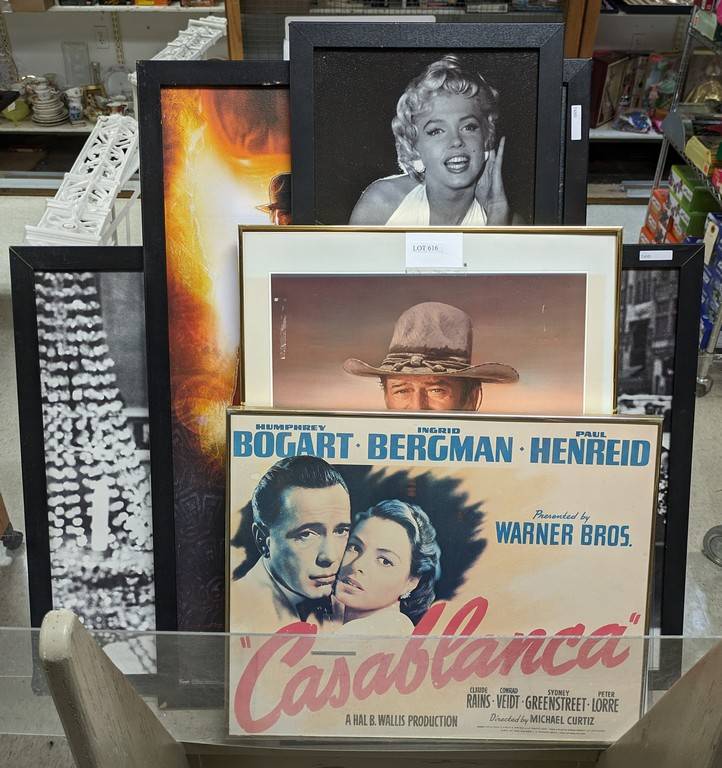 LOT 616
HUMPHREY INGRID PAUL
BOGART · BERGMAN · HENREID
Presented by
WARNER BROS.
"Casablanca"
CLAUDE CONRAD SYDNEY PETER
RAINS · VEIDT · GREENSTREET · LORRE
A HAL B. WALLIS PRODUCTION
Directed by MICHAEL CURTIZ